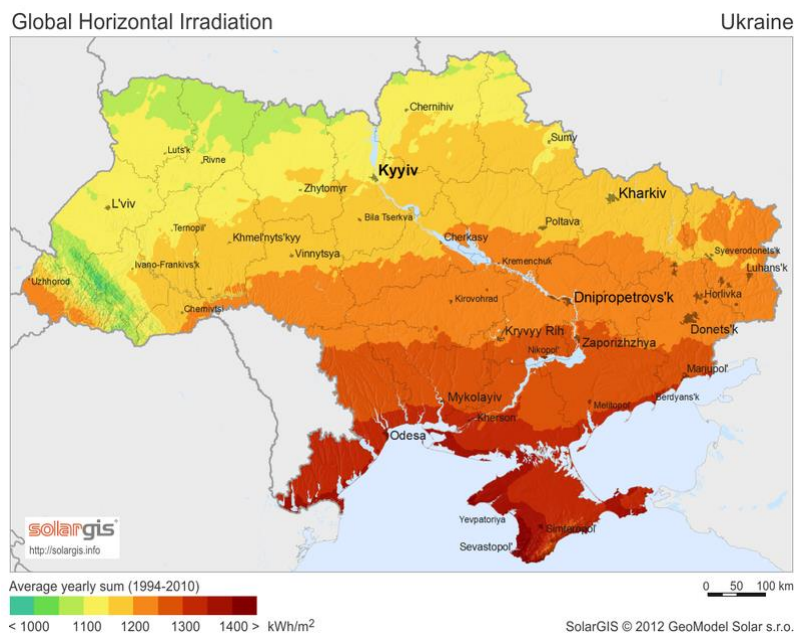 Global Horizontal Irradiation
Ukraine
Chernihiv
Sumy
Luts'k
Rivne
Kyyiv
Zhytomyr
Kharkiv
L'viv
Bila Tserkva
Poltava
Ternopil'
Khmel'nyts'kyy
Cherkasy
Vinnytsya
Syeverodonets'k
Ivano-Frankivs'k
Kremenchuk
Luhans'k
Uzhhorod
Kirovohrad
Dnipropetrovs'k
Horlivka
Chernivtsi
Kryvyy Rih
Donets'k
Zaporizhzhya
Nikopol'
Mariupol'
Mykolayiv
Berdyans'k
Melitopol'
Kherson
Odesa
Yevpatoriya
Simferopol'
Sevastopol'
solargis
http://solargis.info
Average yearly sum (1994-2010)
0 50 100 km
< 1000 1100 1200 1300 1400 > kWh/m²
SolarGIS © 2012 GeoModel Solar s.r.o.